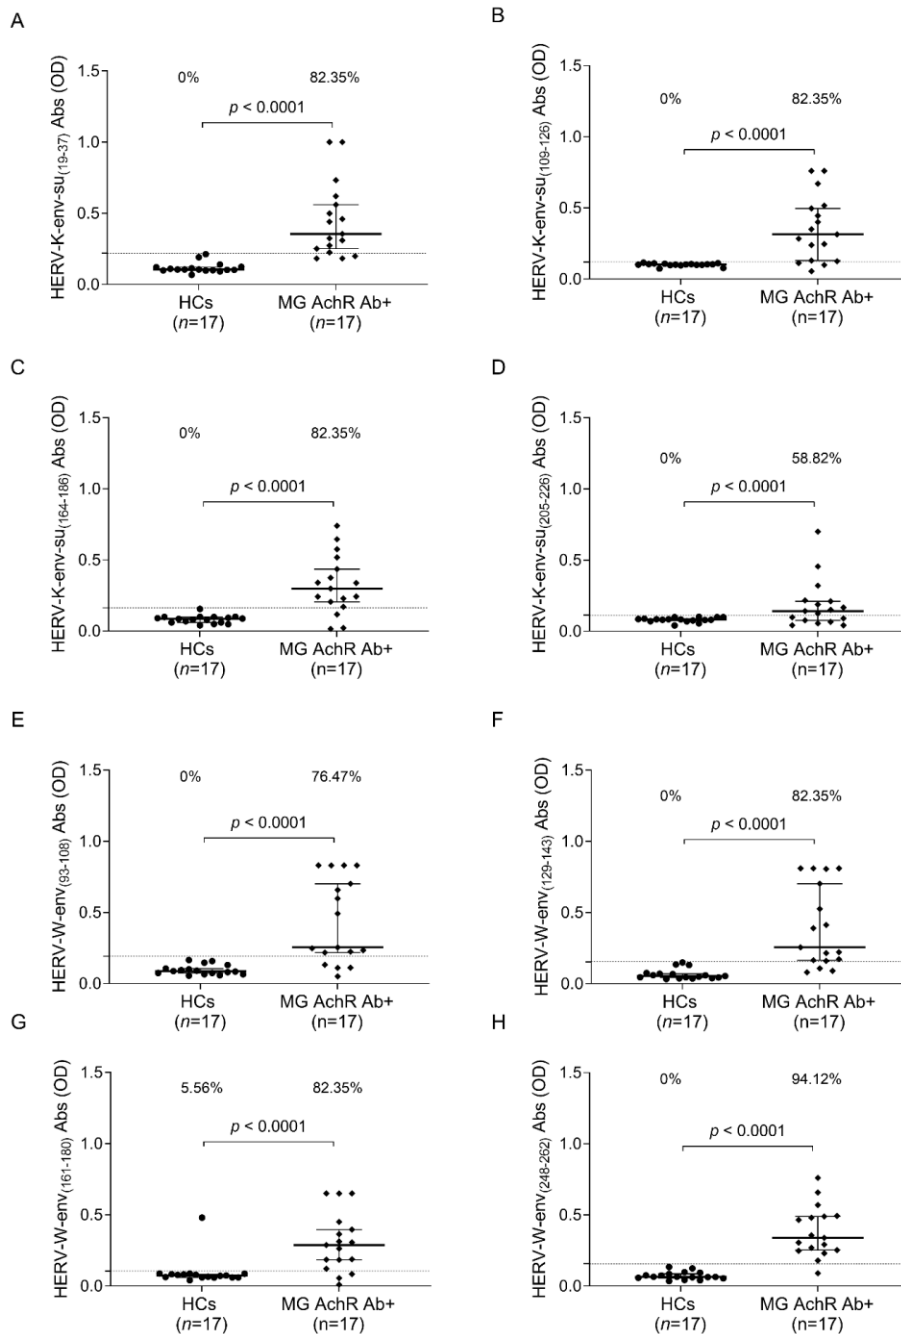 A
HERV-K-env-su(19-37) Abs (OD)
1.5
1.0
0.5
0.0
0%
82.35%
p < 0.0001
HCs
(n=17)
MG AchR Ab+
(n=17)
B
HERV-K-env-su(109-126) Abs (OD)
1.5
1.0
0.5
0.0
0%
82.35%
p < 0.0001
HCs
(n=17)
MG AchR Ab+
(n=17)
C
HERV-K-env-su(164-186) Abs (OD)
1.5
1.0
0.5
0.0
0%
82.35%
p < 0.0001
HCs
(n=17)
MG AchR Ab+
(n=17)
D
HERV-K-env-su(205-226) Abs (OD)
1.5
1.0
0.5
0.0
0%
58.82%
p < 0.0001
HCs
(n=17)
MG AchR Ab+
(n=17)
E
HERV-W-env(93-108) Abs (OD)
1.5
1.0
0.5
0.0
0%
76.47%
p < 0.0001
HCs
(n=17)
MG AchR Ab+
(n=17)
F
HERV-W-env(129-143) Abs (OD)
1.5
1.0
0.5
0.0
0%
82.35%
p < 0.0001
HCs
(n=17)
MG AchR Ab+
(n=17)
G
HERV-W-env(161-180) Abs (OD)
1.5
1.0
0.5
0.0
5.56%
82.35%
p < 0.0001
HCs
(n=17)
MG AchR Ab+
(n=17)
H
HERV-W-env(248-262) Abs (OD)
1.5
1.0
0.5
0.0
0%
94.12%
p < 0.0001
HCs
(n=17)
MG AchR Ab+
(n=17)